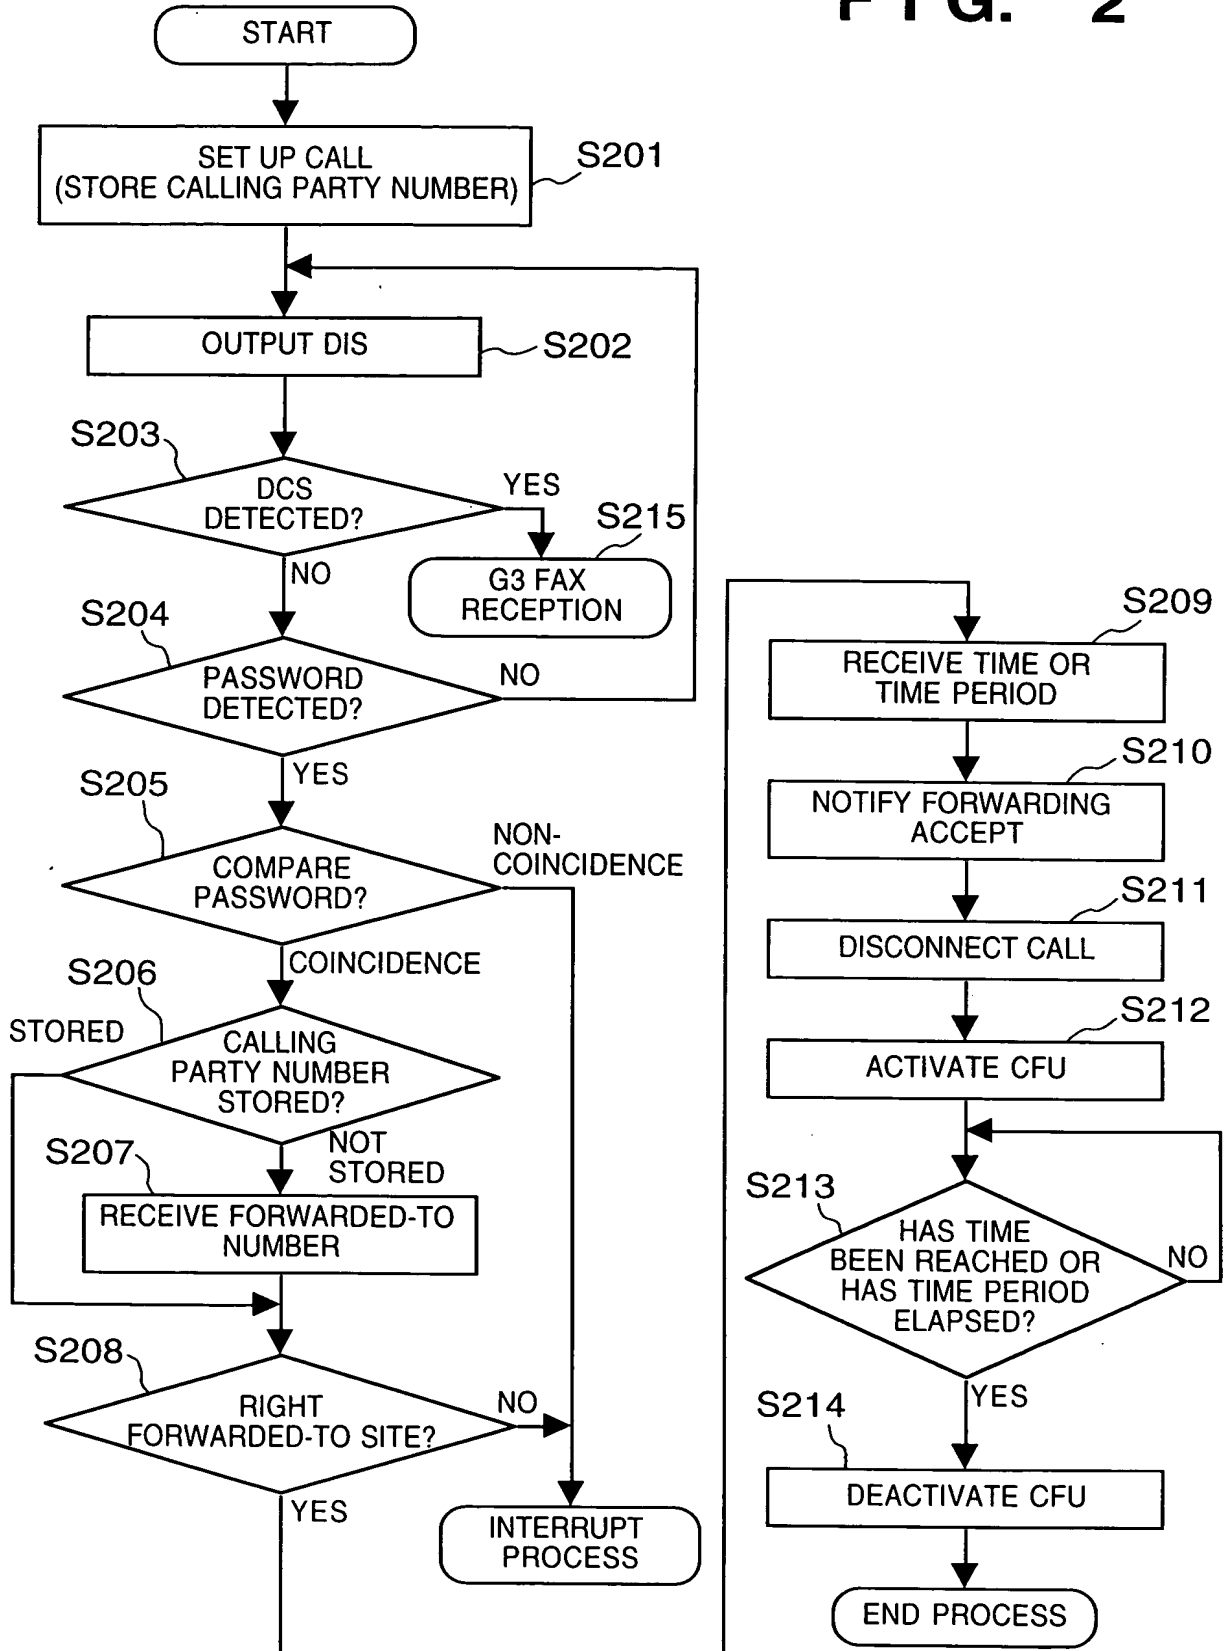 FIG. 2
START
SET UP CALL
(STORE CALLING PARTY NUMBER)
S201
OUTPUT DIS
S202
S203
DCS
DETECTED?
YES
S215
G3 FAX
RECEPTION
NO
S204
PASSWORD
DETECTED?
NO
YES
S205
COMPARE
PASSWORD?
NON-
COINCIDENCE
COINCIDENCE
S206
STORED
CALLING
PARTY NUMBER
STORED?
NOT
STORED
S207
RECEIVE FORWARDED-TO
NUMBER
S208
RIGHT
FORWARDED-TO SITE?
NO
YES
INTERRUPT
PROCESS
S209
RECEIVE TIME OR
TIME PERIOD
S210
NOTIFY FORWARDING
ACCEPT
S211
DISCONNECT CALL
S212
ACTIVATE CFU
S213
HAS TIME
BEEN REACHED OR
HAS TIME PERIOD
ELAPSED?
NO
YES
S214
DEACTIVATE CFU
END PROCESS